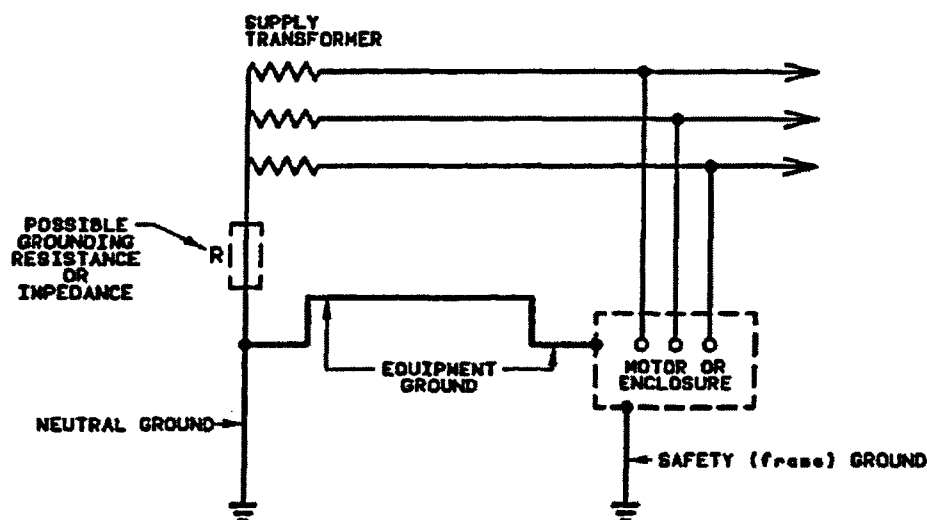 SUPPLY
TRANSFORMER
POSSIBLE
GROUNDING
RESISTANCE
OR
IMPEDANCE
R
EQUIPMENT
GROUND
MOTOR OR
ENCLOSURE
NEUTRAL GROUND
SAFETY (frame) GROUND